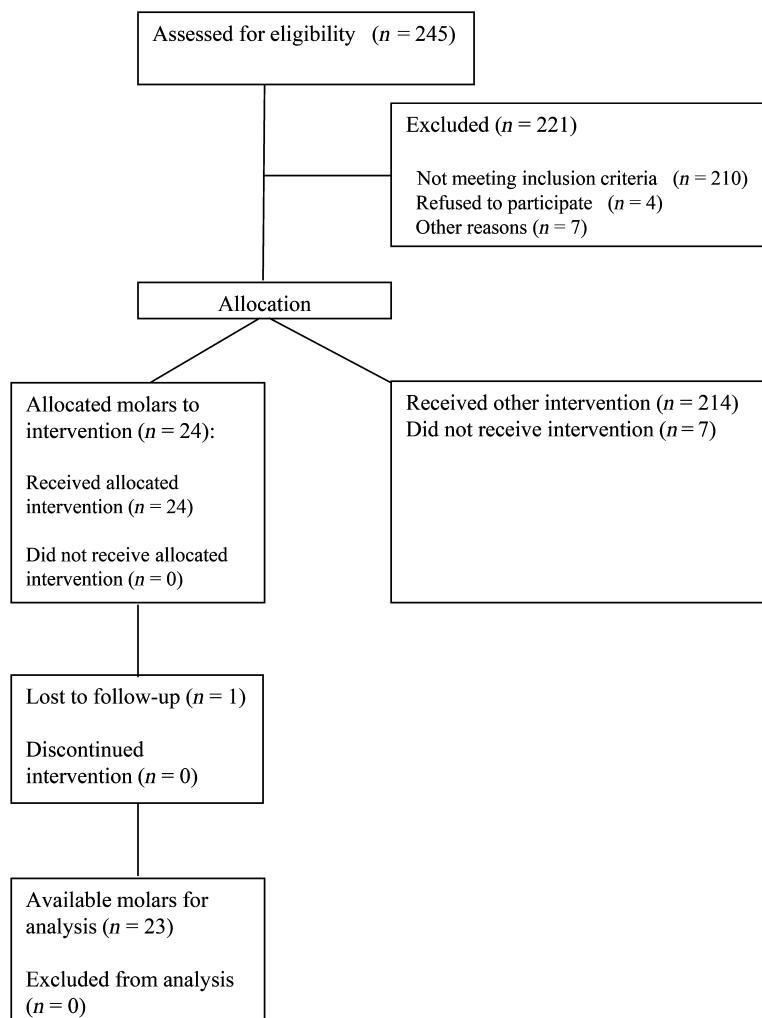 Assessed for eligibility (n = 245)
Excluded (n = 221)
Not meeting inclusion criteria (n = 210)
Refused to participate (n = 4)
Other reasons (n = 7)
Allocation
Allocated molars to
intervention (n = 24):
Received allocated
intervention (n = 24)
Did not receive allocated
intervention (n = 0)
Received other intervention (n = 214)
Did not receive intervention (n = 7)
Lost to follow-up (n = 1)
Discontinued
intervention (n = 0)
Available molars for
analysis (n = 23)
Excluded from analysis
(n = 0)